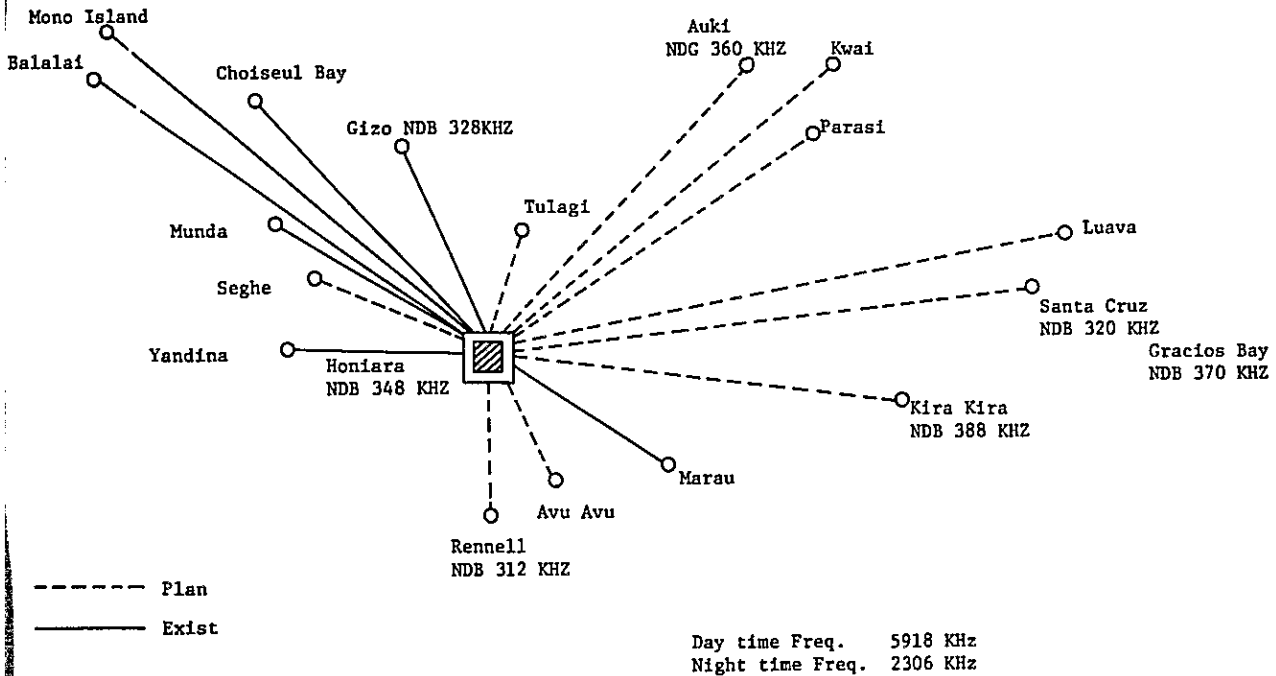 Mono Island
Balalai
Choiseul Bay
Gizo NDB 328KHZ
Auki
NDG 360 KHZ
Kwai
Parasi
Tulagi
Munda
Seghe
Luava
Santa Cruz
NDB 320 KHZ
Gracios Bay
NDB 370 KHZ
Yandina
Honiara
NDB 348 KHZ
Kira Kira
NDB 388 KHZ
Marau
Avu Avu
Rennell
NDB 312 KHZ
Plan
Exist
Day time Freq. 5918 KHz
Night time Freq. 2306 KHz